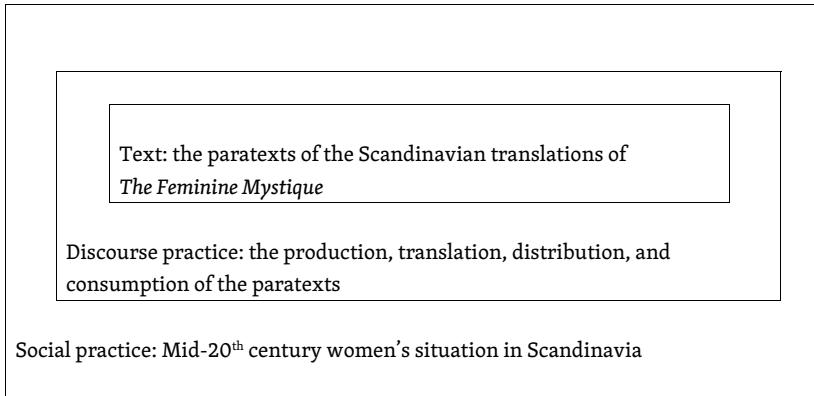 Text: the paratexts of the Scandinavian translations of
The Feminine Mystique
Discourse practice: the production, translation, distribution, and
consumption of the paratexts
Social practice: Mid-20th century women’s situation in Scandinavia